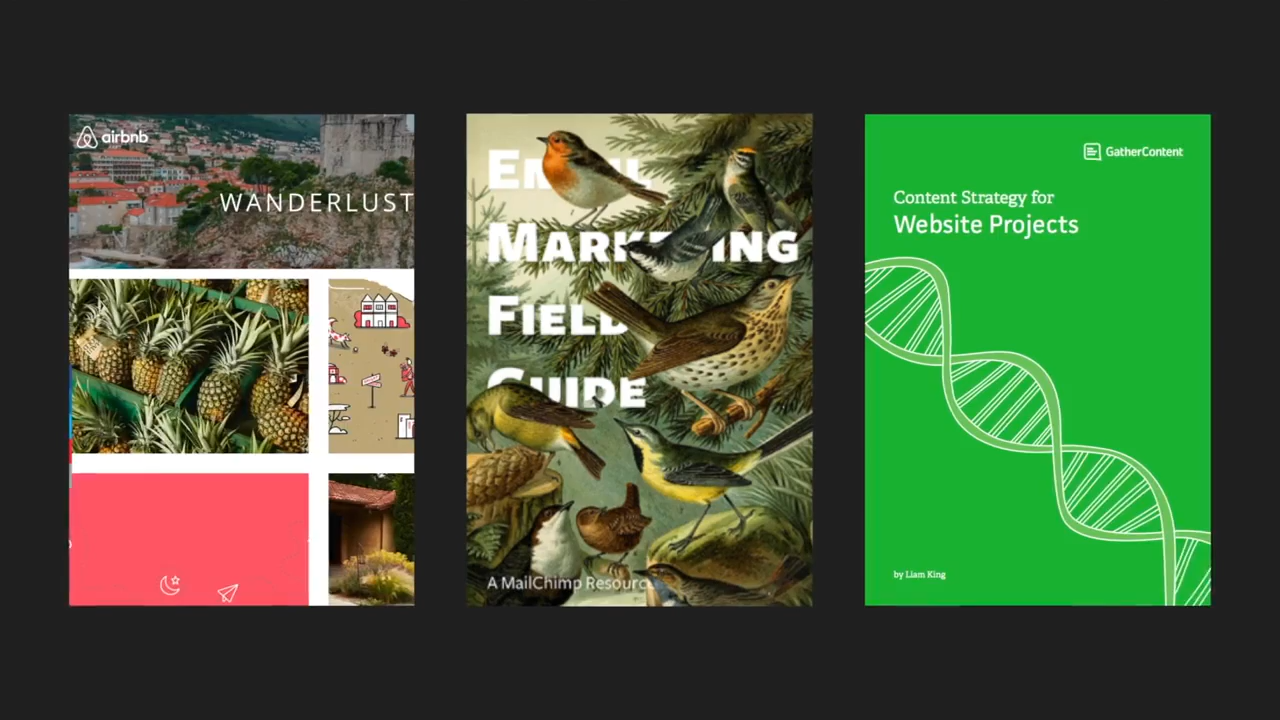 airbnb
WANDERLUST
MARKETING
FIELD
GUIDE
A MailChimp Resource
GatherContent
Content Strategy for
Website Projects
by Liam King